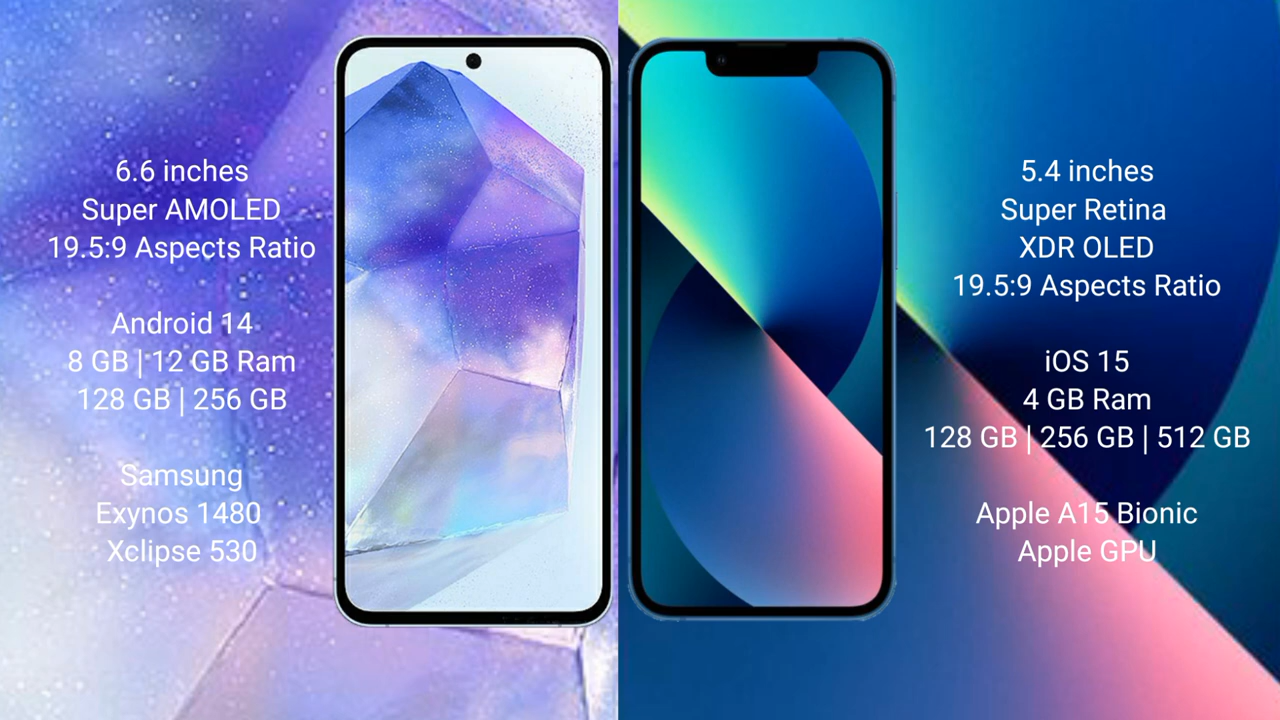 6.6 inches
Super AMOLED
19.5:9 Aspects Ratio
Android 14
8 GB | 12 GB Ram
128 GB | 256 GB
Samsung
Exynos 1480
Xclipse 530
5.4 inches
Super Retina
XDR OLED
19.5:9 Aspects Ratio
iOS 15
4 GB Ram
128 GB | 256 GB | 512 GB
Apple A15 Bionic
Apple GPU